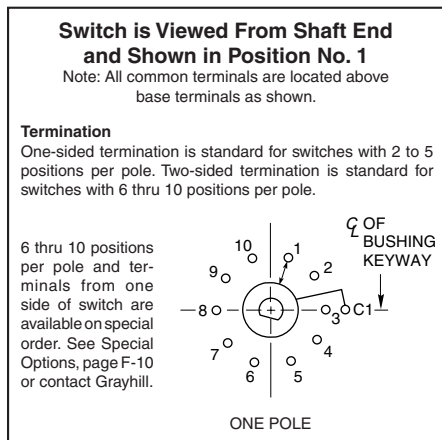 Switch is Viewed From Shaft End
and Shown in Position No. 1
Note: All common terminals are located above
base terminals as shown.
Termination
One-sided termination is standard for switches with 2 to 5
positions per pole. Two-sided termination is standard for
switches with 6 thru 10 positions per pole.
6 thru 10 positions
per pole and ter-
minals from one
side of switch are
available on special
order. See Special
Options, page F-10
or contact Grayhill.
℄ OF
BUSHING
KEYWAY
10
1
9
2
8
3
C1
7
4
6
5
ONE POLE